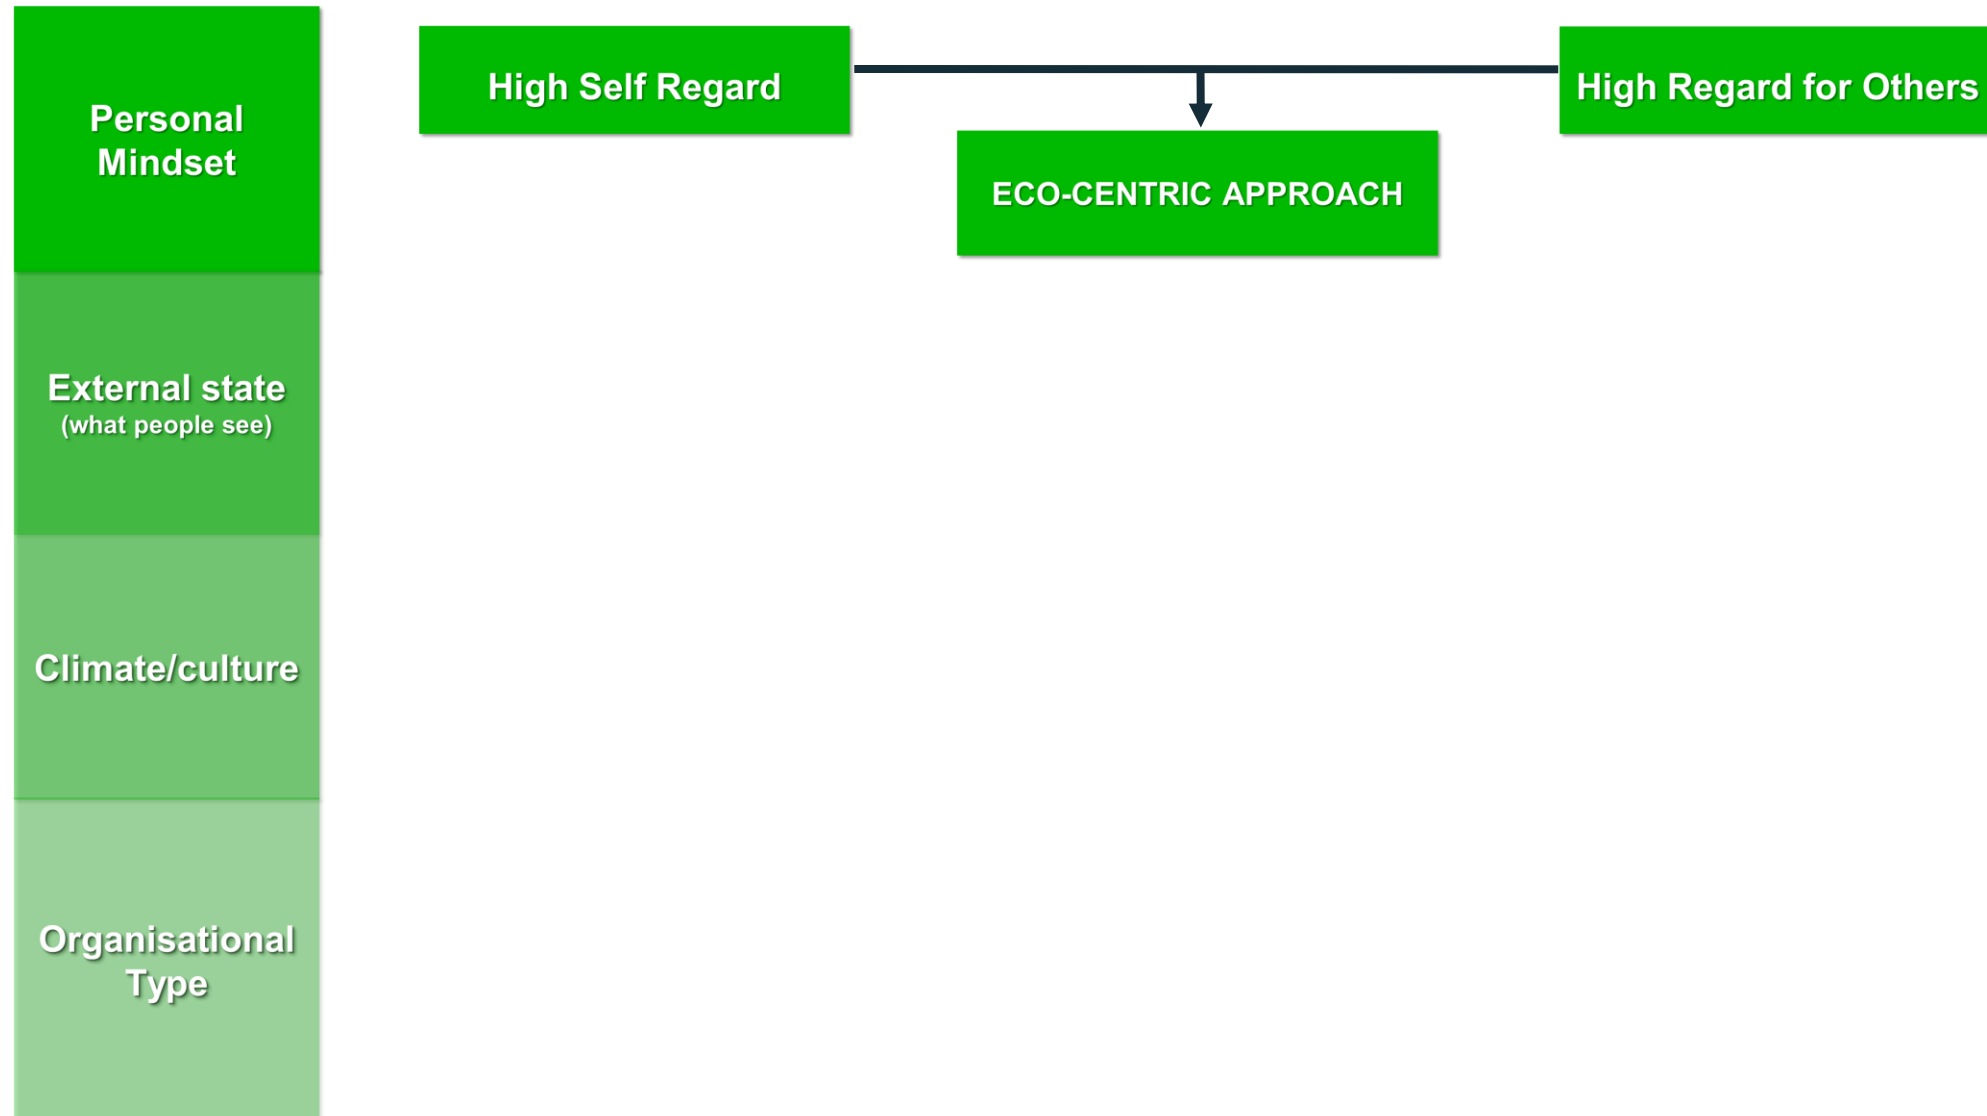 Personal
Mindset
High Self Regard
High Regard for Others
ECO-CENTRIC APPROACH
External state
(what people see)
Climate/culture
Organisational
Type